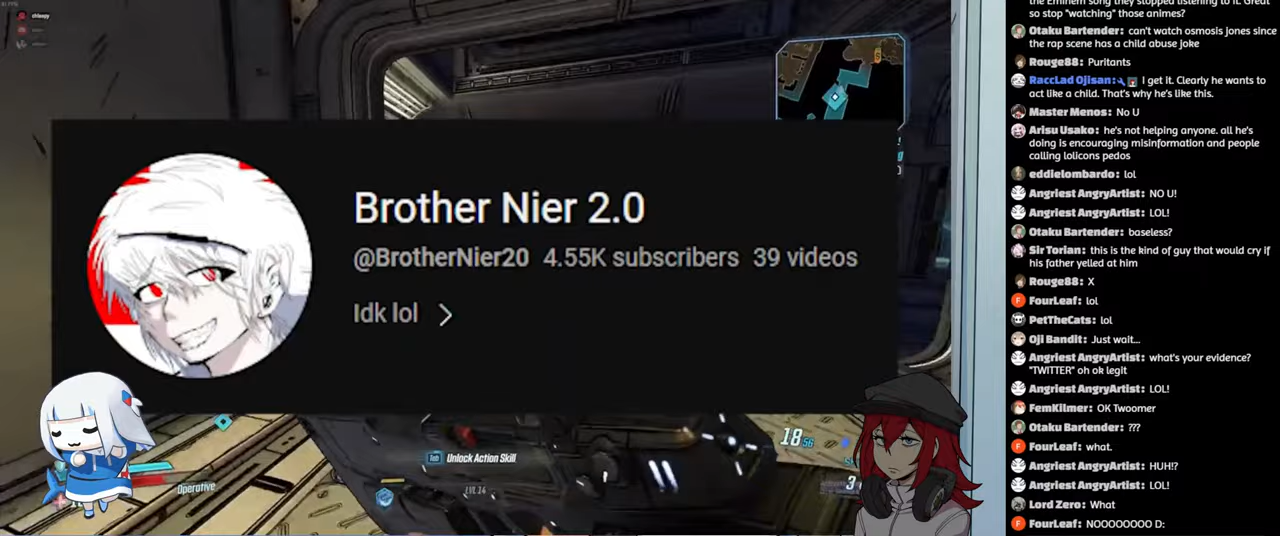 shleepy
Brother Nier 2.0
@BrotherNier20 4.55K subscribers 39 videos
Idk lol >
Tab Unlock Action Skill
LVL 14
Operative
18 56
3
the Eminem song they stopped listening to it. Great
so stop "watching" those animes?
Otaku Bartender: can't watch osmosis jones since
the rap scene has a child abuse joke
Rouge88: Puritants
RaccLad Ojisan: I get it. Clearly he wants to
act like a child. That's why he's like this.
Master Menos: No U
Arisu Usako: he's not helping anyone. all he's
doing is encouraging misinformation and people
calling lolicons pedos
eddielombardo: lol
Angriest AngryArtist: NO U!
Angriest AngryArtist: LOL!
Otaku Bartender: baseless?
Sir Torian: this is the kind of guy that would cry if
his father yelled at him
Rouge88: X
FourLeaf: lol
PetTheCats: lol
Oji Bandit: Just wait...
Angriest AngryArtist: what's your evidence?
"TWITTER" oh ok legit
Angriest AngryArtist: LOL!
FemKilmer: OK Twoomer
Otaku Bartender: ???
FourLeaf: what.
Angriest AngryArtist: HUH!?
Angriest AngryArtist: LOL!
Lord Zero: What
FourLeaf: NOOOOOOOO D: